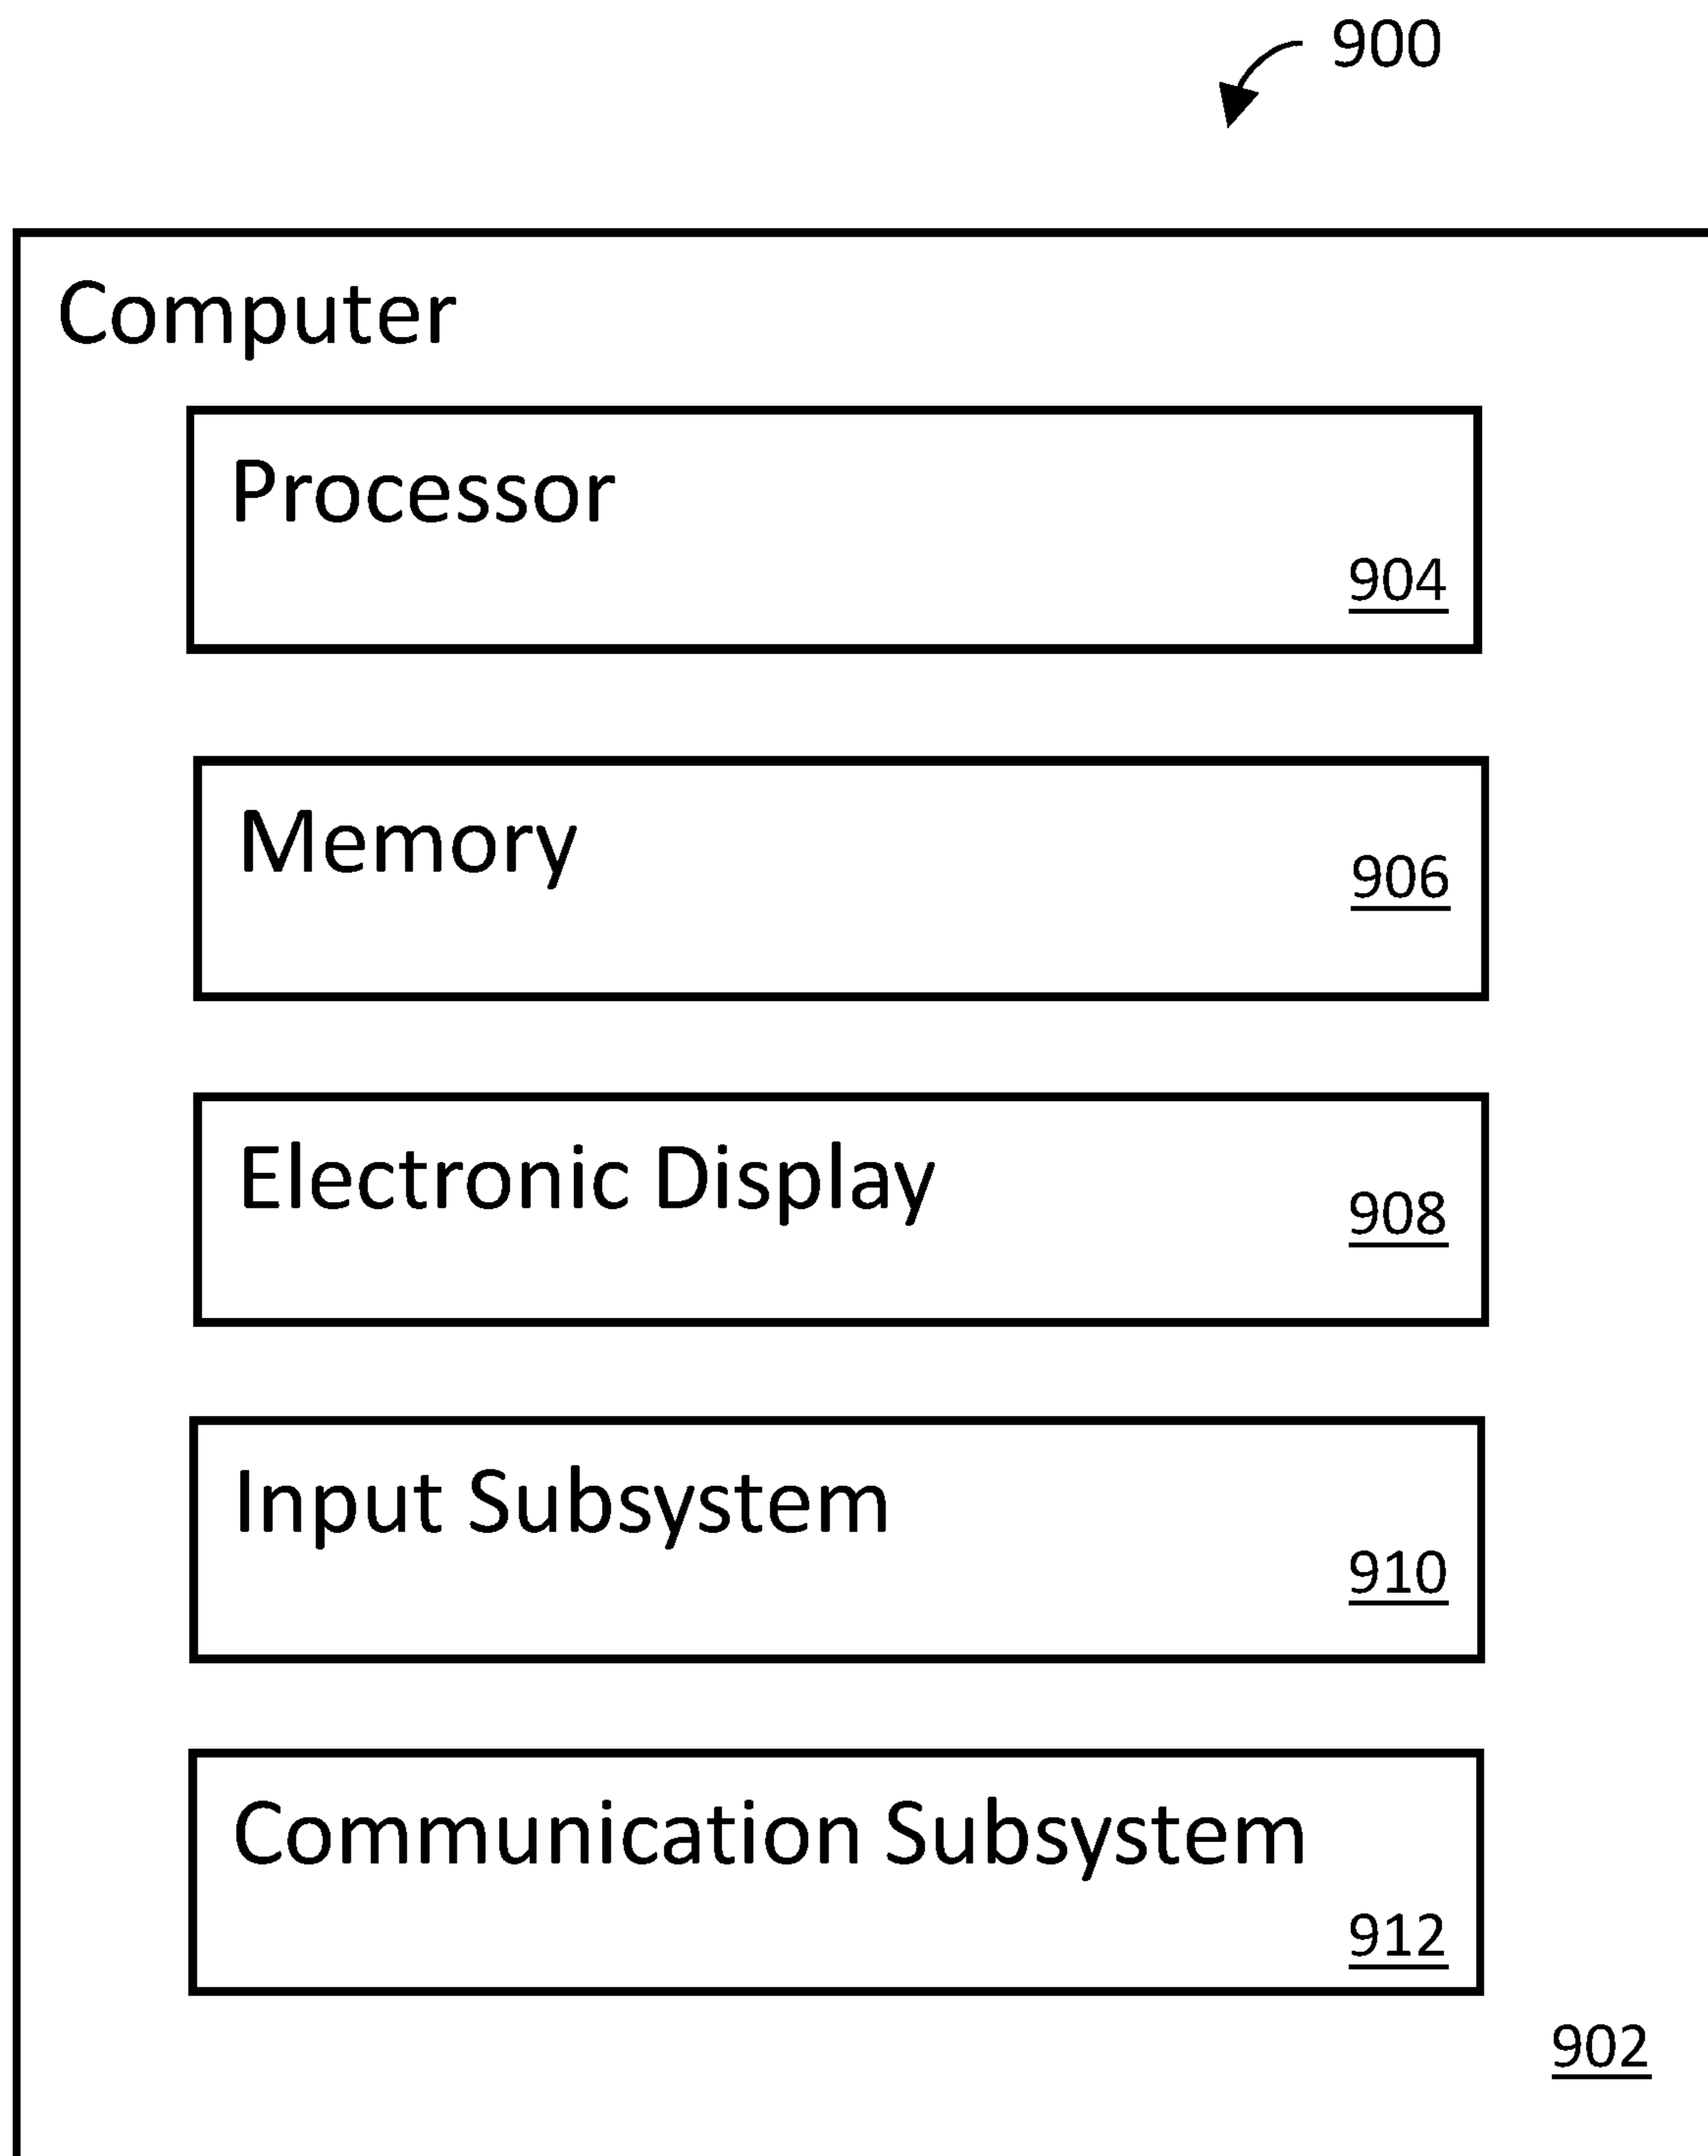 900
Computer
Processor
904
Memory
906
Electronic Display
908
Input Subsystem
910
Communication Subsystem
912
902